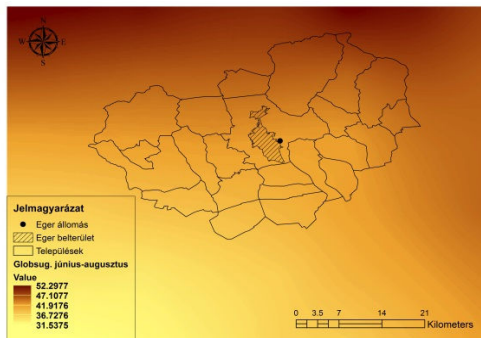 N
W E
S
Jelmagyarázat
Eger állomás
Eger belterület
Települések
Globsug. június-augusztus
Value
52.2977
47.1077
41.9176
36.7276
31.5375
0 3.5 7 14 21
Kilometers